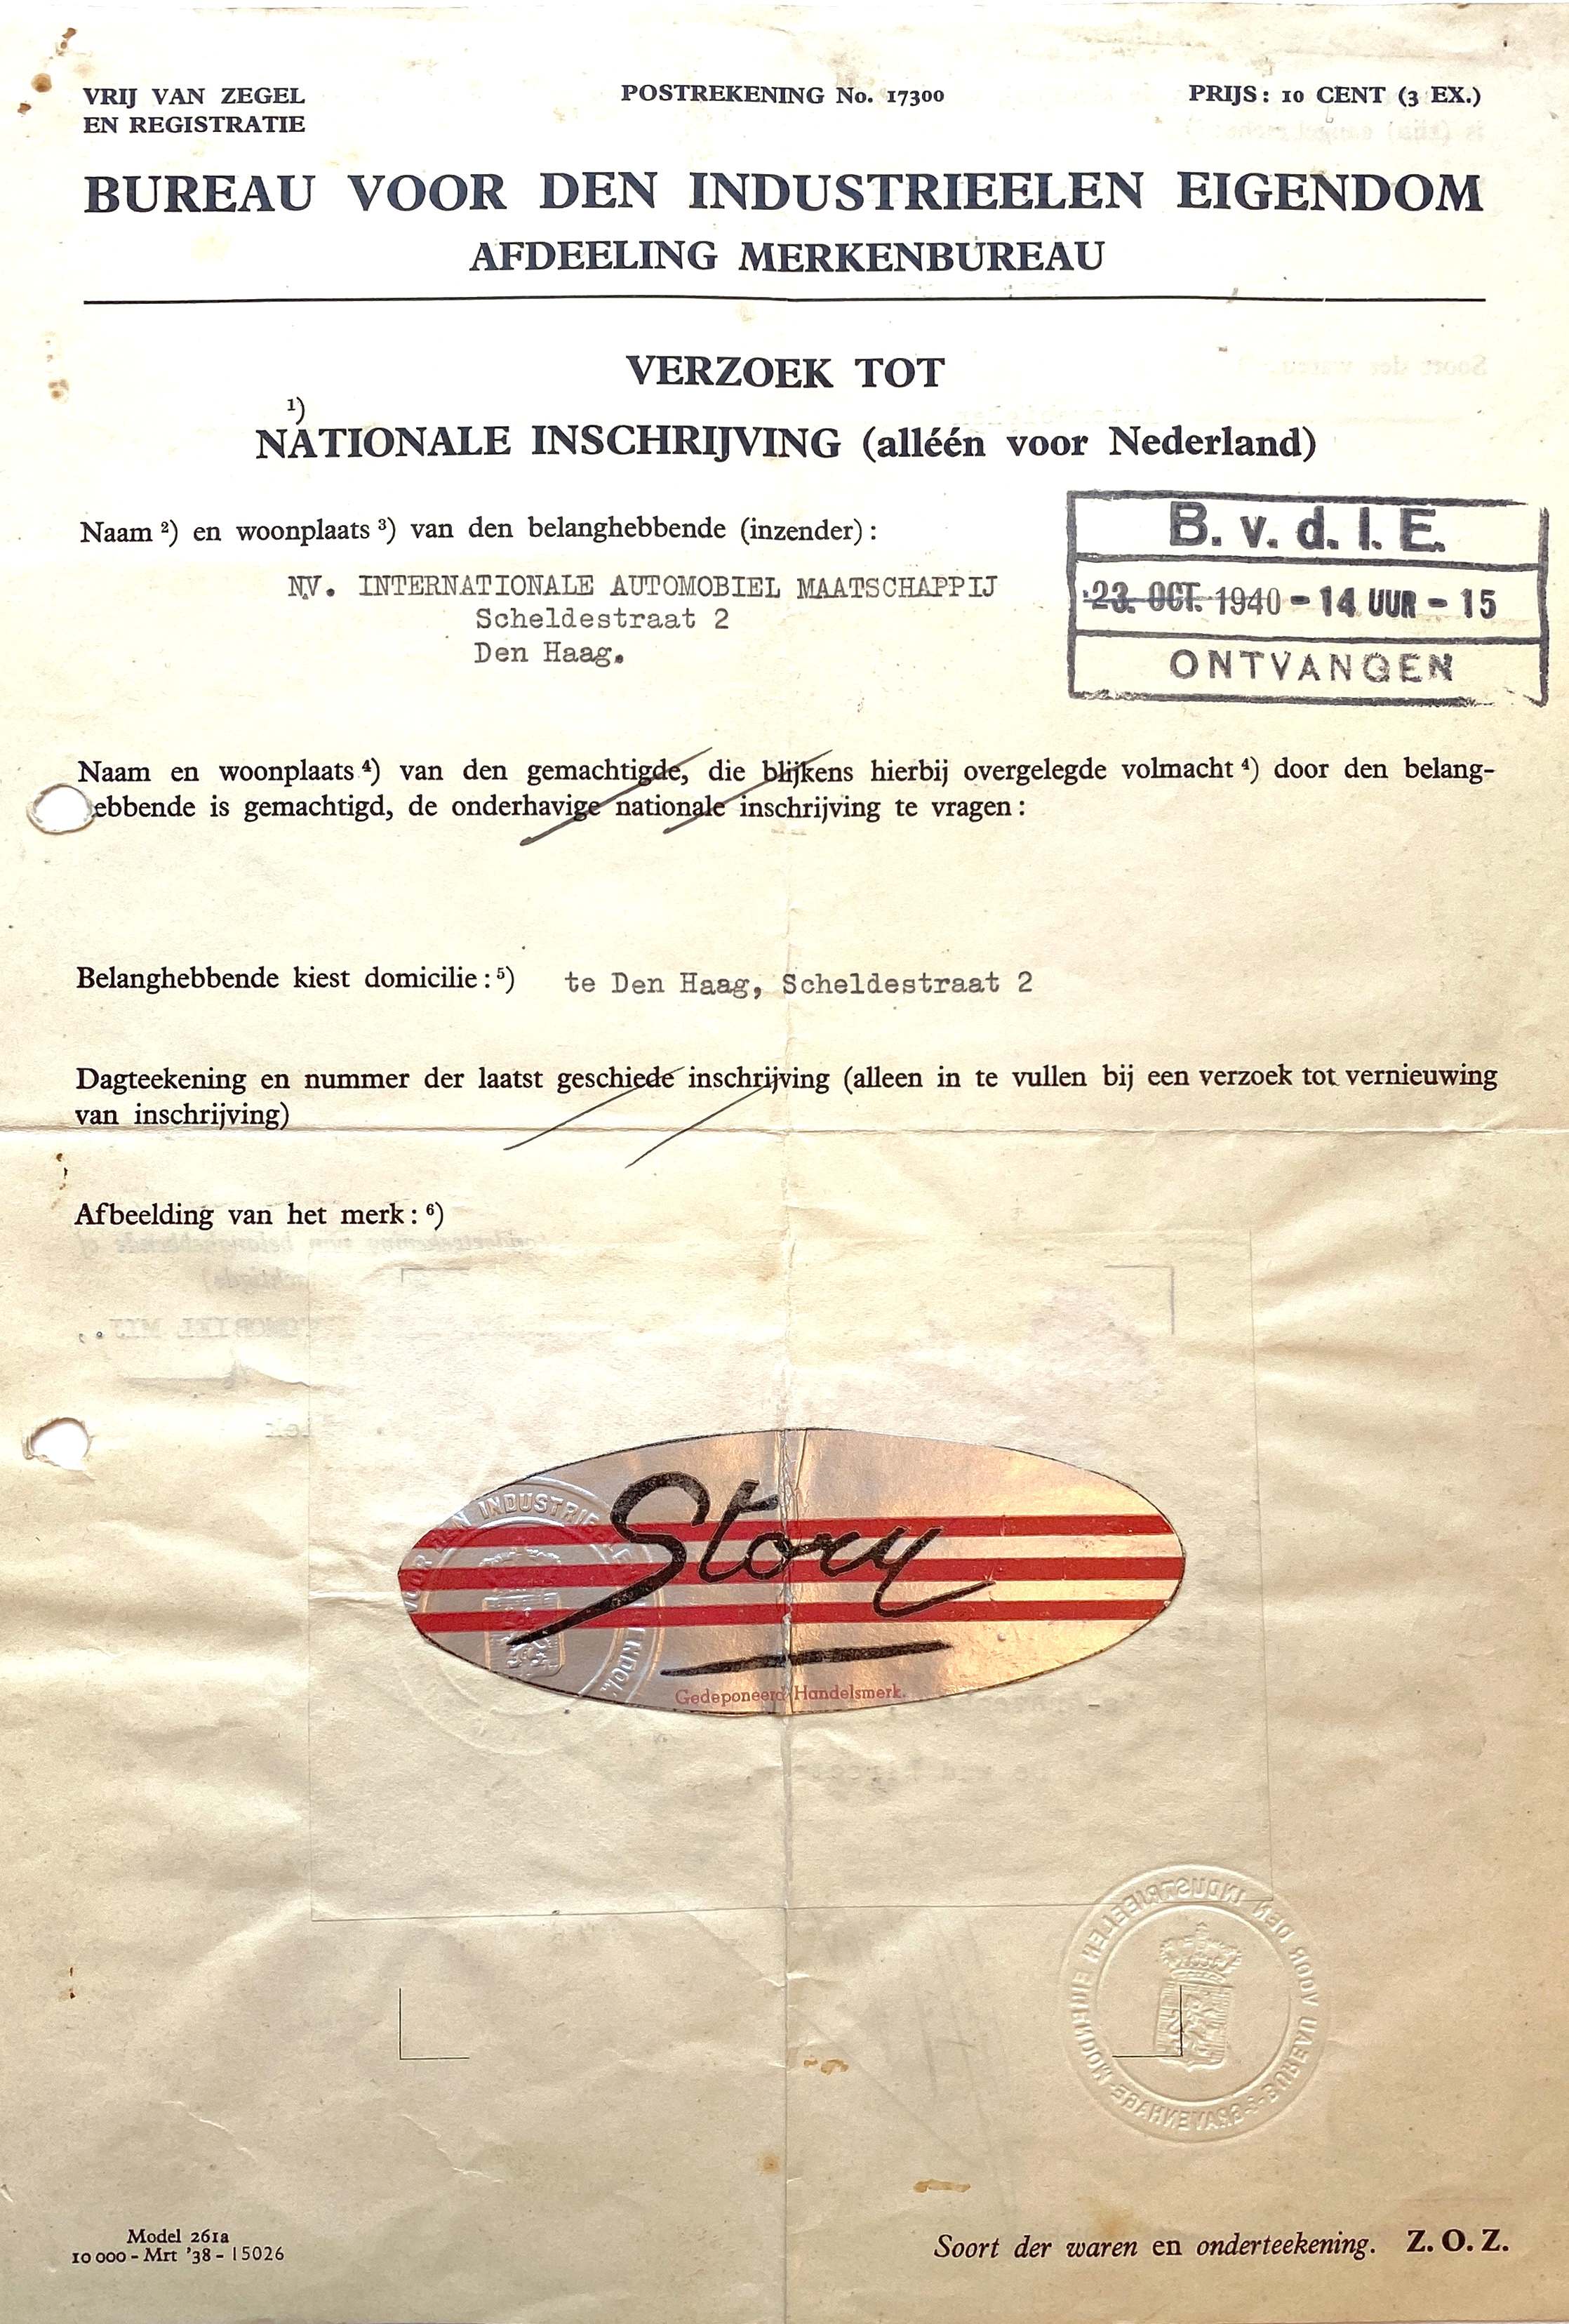 VRIJ VAN ZEGEL
EN REGISTRATIE
POSTREKENING No. 17300
PRIJS: 10 CENT (3 EX.)
BUREAU VOOR DEN INDUSTRIEELEN EIGENDOM
AFDEELING MERKENBUREAU
VERZOEK TOT
1)
NATIONALE INSCHRIJVING (alléén voor Nederland)
Naam ²) en woonplaats ³) van den belanghebbende (inzender):
NV. INTERNATIONALE AUTOMOBIEL MAATSCHAPPIJ
Scheldestraat 2
Den Haag.
B. v. d. I. E.
23. OCT. 1940 - 14 UUR - 15
ONTVANGEN
Naam en woonplaats ⁴) van den gemachtigde, die blijkens hierbij overgelegde volmacht ⁴) door den belang-
ebbende is gemachtigd, de onderhavige nationale inschrijving te vragen:
Belanghebbende kiest domicilie: ⁵) te Den Haag, Scheldestraat 2
Dagteekening en nummer der laatst geschiede inschrijving (alleen in te vullen bij een verzoek tot vernieuwing
van inschrijving)
Afbeelding van het merk: ⁶)
Story
Gedeponeerd Handelsmerk.
Model 261a
10 000 - Mrt '38 - 15026
Soort der waren en onderteekening. Z. O. Z.